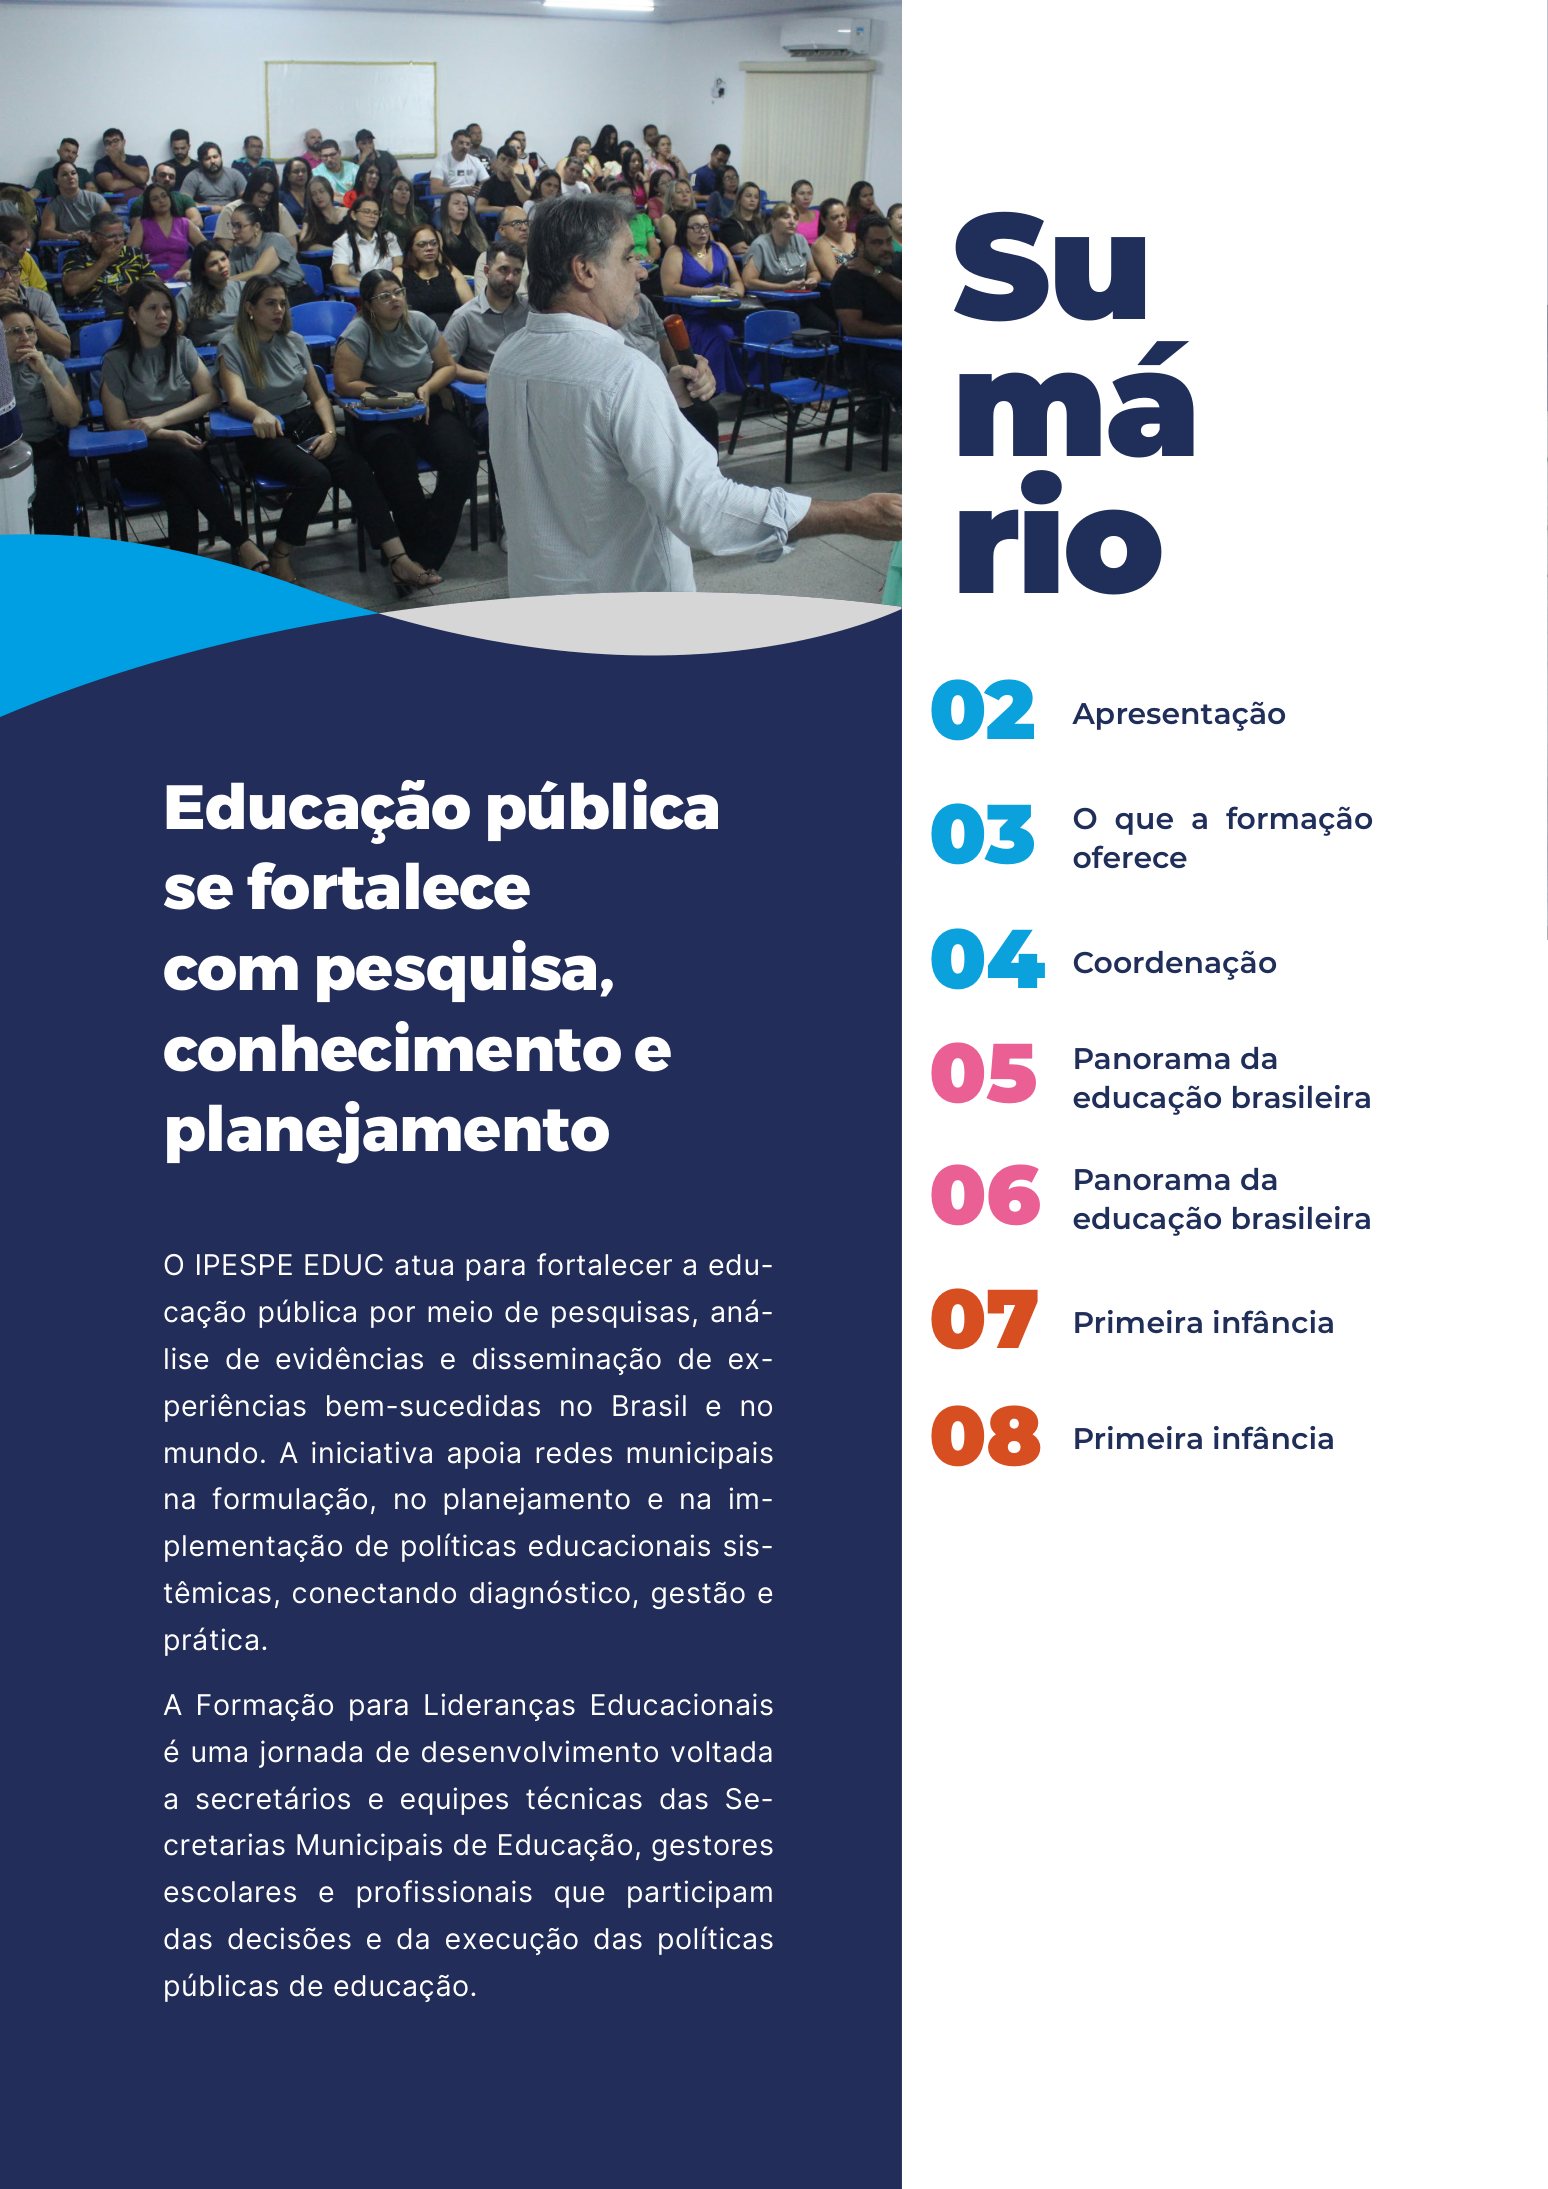 Educação pública
se fortalece
com pesquisa,
conhecimento e
planejamento
O IPESPE EDUC atua para fortalecer a edu-
cação pública por meio de pesquisas, aná-
lise de evidências e disseminação de ex-
periências bem-sucedidas no Brasil e no
mundo. A iniciativa apoia redes municipais
na formulação, no planejamento e na im-
plementação de políticas educacionais sis-
têmicas, conectando diagnóstico, gestão e
prática.
A Formação para Lideranças Educacionais
é uma jornada de desenvolvimento voltada
a secretários e equipes técnicas das Se-
cretarias Municipais de Educação, gestores
escolares e profissionais que participam
das decisões e da execução das políticas
públicas de educação.
Su
má
rio
02 Apresentação
03 O que a formação
oferece
04 Coordenação
05 Panorama da
educação brasileira
06 Panorama da
educação brasileira
07 Primeira infância
08 Primeira infância